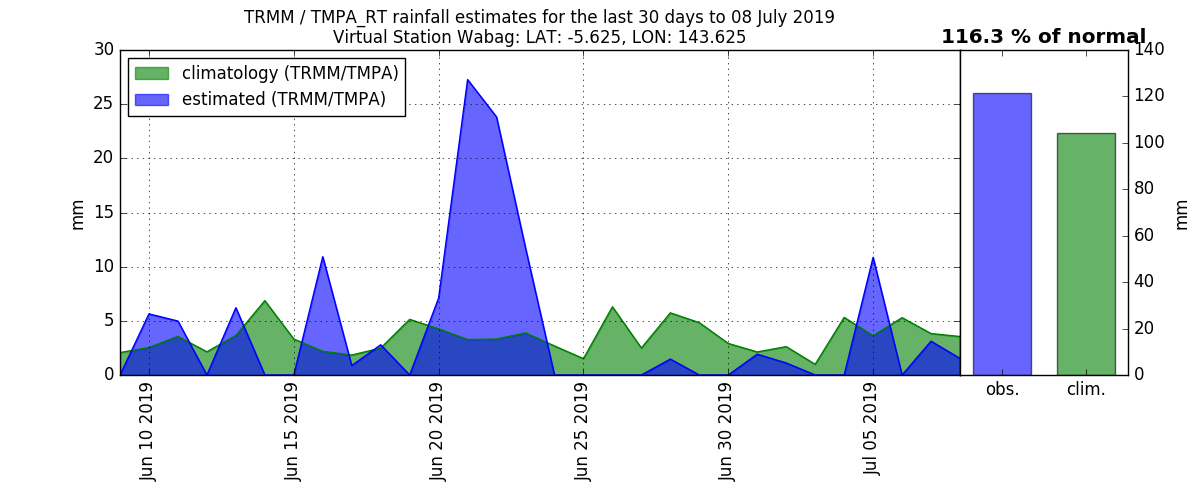 TRMM / TMPA_RT rainfall estimates for the last 30 days to 08 July 2019
Virtual Station Wabag: LAT: -5.625, LON: 143.625
116.3 % of normal
climatology (TRMM/TMPA)
estimated (TRMM/TMPA)
30
25
20
15
10
5
0
mm
Jun 10 2019
Jun 15 2019
Jun 20 2019
Jun 25 2019
Jun 30 2019
Jul 05 2019
140
120
100
80
60
40
20
0
mm
obs.
clim.